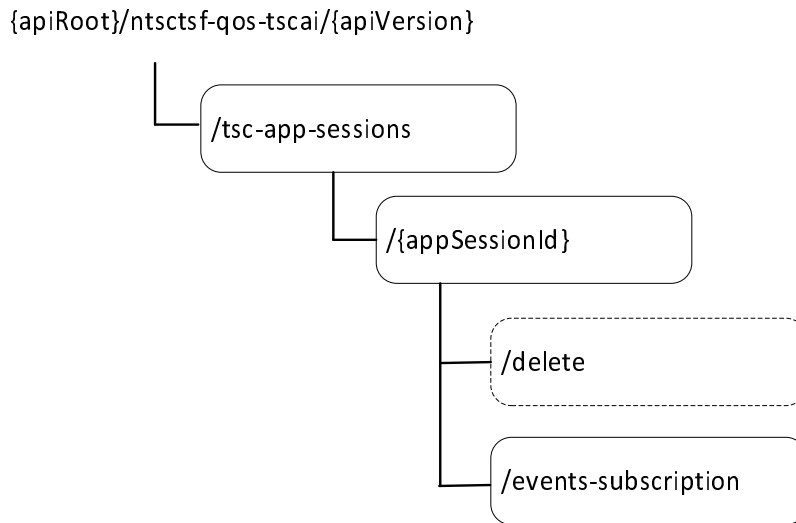 {apiRoot}/ntsctsf-qos-tscai/{apiVersion}
/tsc-app-sessions
/{appSessionId}
/delete
/events-subscription